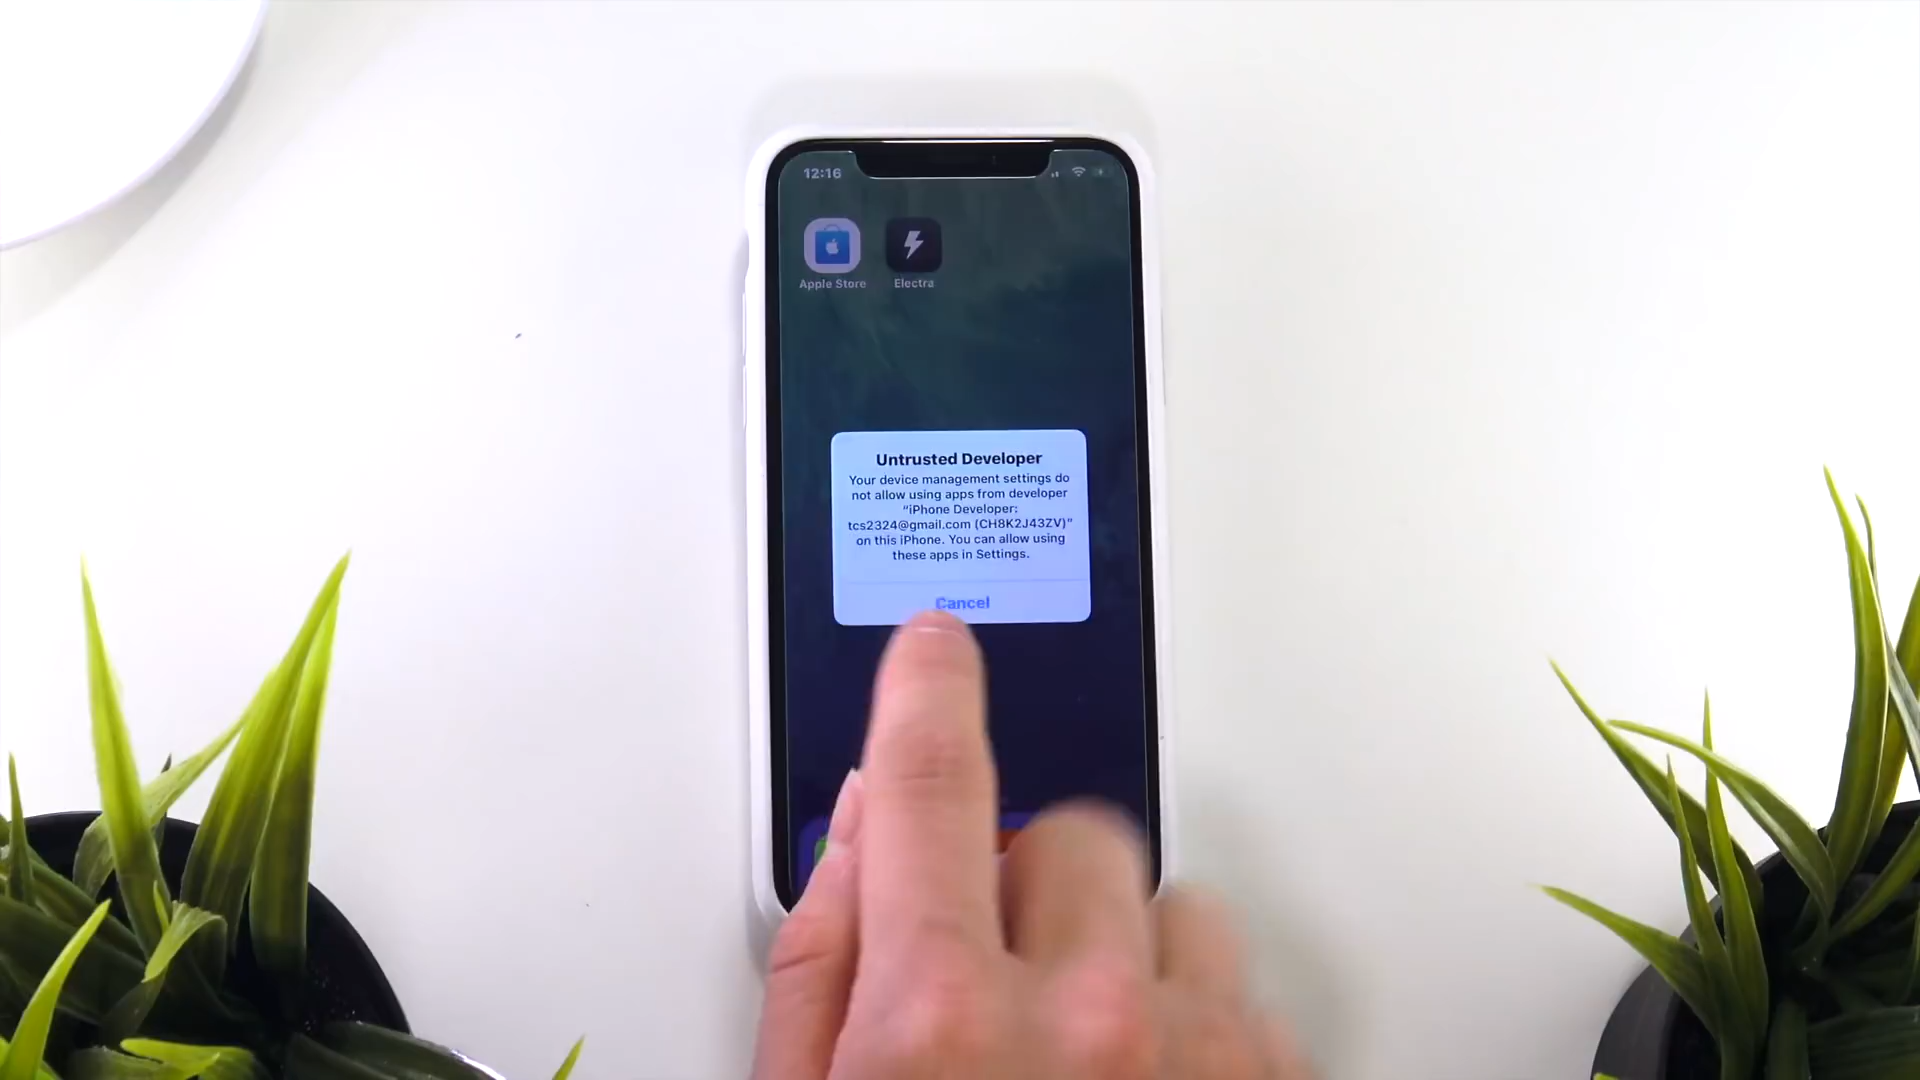 12:16
Apple Store
Electra
Untrusted Developer
Your device management settings do
not allow using apps from developer
“iPhone Developer:
tcs2324@gmail.com (CH8K2J43ZV)”
on this iPhone. You can allow using
these apps in Settings.
Cancel